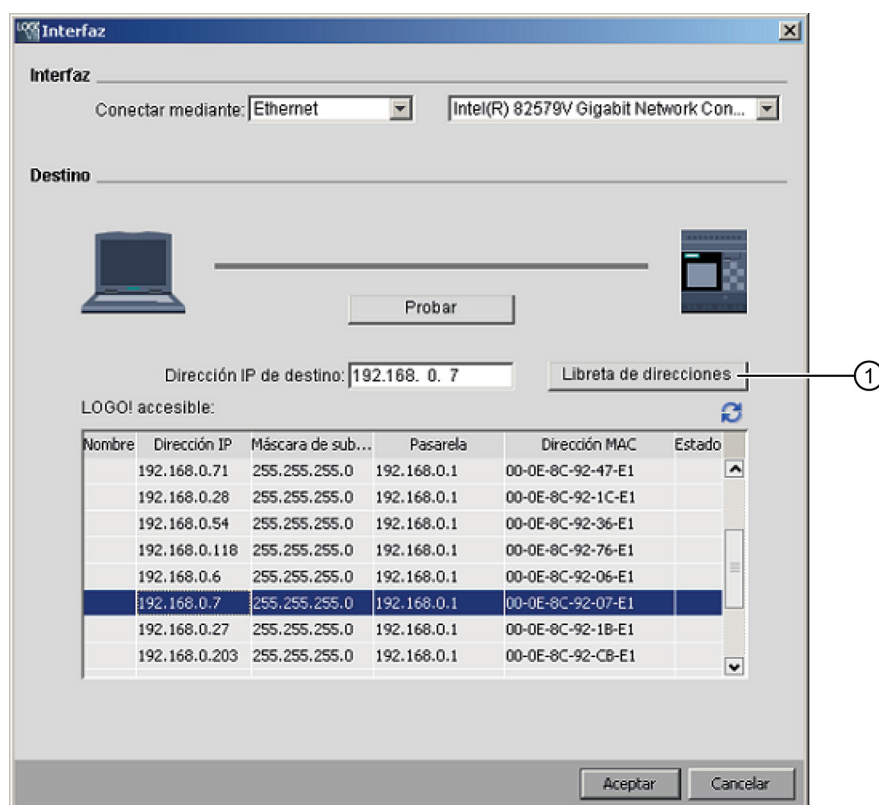 Interfaz
Interfaz
Conectar mediante: Ethernet Intel(R) 82579V Gigabit Network Con...
Destino
Probar
Dirección IP de destino: 192.168. 0. 7 Libreta de direcciones 1
LOGO! accesible:
Nombre Dirección IP Máscara de sub... Pasarela Dirección MAC Estado
192.168.0.71 255.255.255.0 192.168.0.1 00-0E-8C-92-47-E1
192.168.0.28 255.255.255.0 192.168.0.1 00-0E-8C-92-1C-E1
192.168.0.54 255.255.255.0 192.168.0.1 00-0E-8C-92-36-E1
192.168.0.118 255.255.255.0 192.168.0.1 00-0E-8C-92-76-E1
192.168.0.6 255.255.255.0 192.168.0.1 00-0E-8C-92-06-E1
192.168.0.7 255.255.255.0 192.168.0.1 00-0E-8C-92-07-E1
192.168.0.27 255.255.255.0 192.168.0.1 00-0E-8C-92-1B-E1
192.168.0.203 255.255.255.0 192.168.0.1 00-0E-8C-92-CB-E1
Aceptar Cancelar